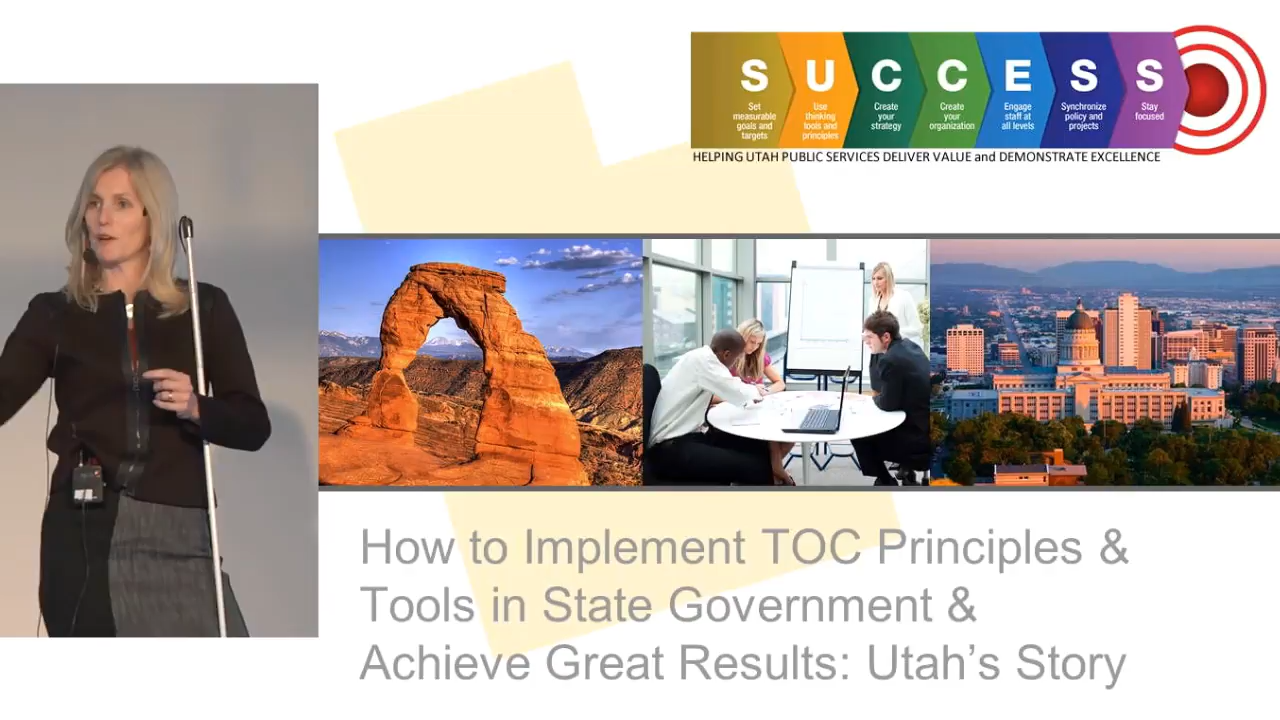 S U C C E S S
Set measurable goals and targets
Use thinking tools and principles
Create your strategy
Create your organization
Engage staff at all levels
Synchronize policy and projects
Stay focused
HELPING UTAH PUBLIC SERVICES DELIVER VALUE and DEMONSTRATE EXCELLENCE
How to Implement TOC Principles &
Tools in State Government &
Achieve Great Results: Utah's Story